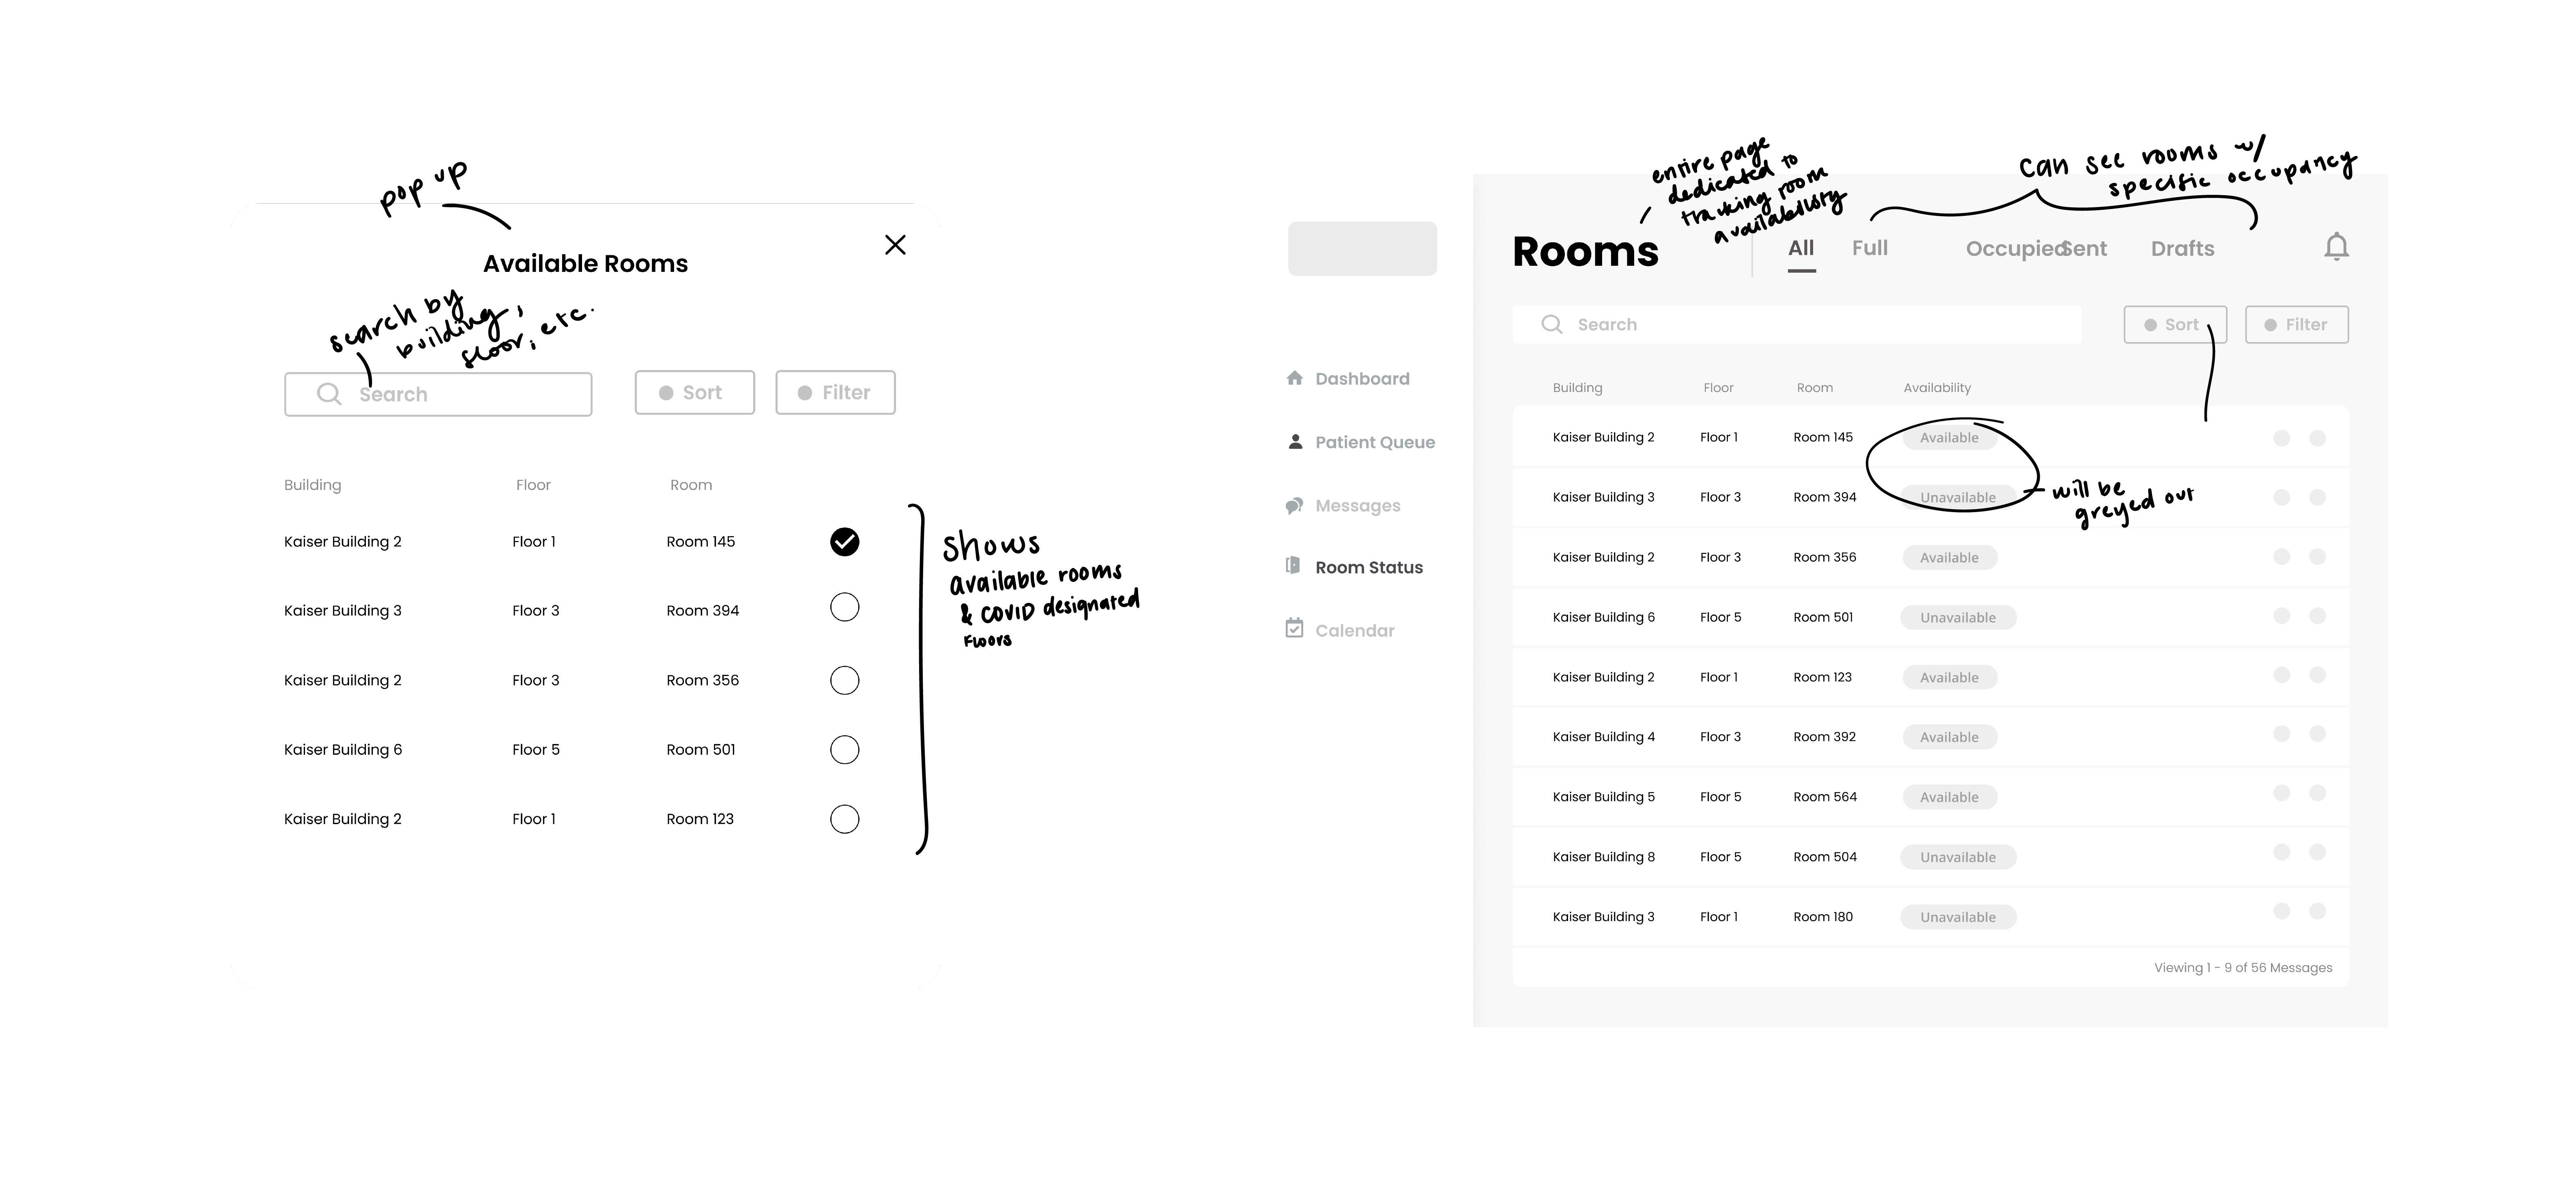 pop up
Available Rooms
search by
building,
floor, etc.
Search
Sort
Filter
Building Floor Room
Kaiser Building 2 Floor 1 Room 145
Kaiser Building 3 Floor 3 Room 394
Kaiser Building 2 Floor 3 Room 356
Kaiser Building 6 Floor 5 Room 501
Kaiser Building 2 Floor 1 Room 123
Shows
available rooms
& COVID designated
Floors
Dashboard
Patient Queue
Messages
Room Status
Calendar
entire page
dedicated to
tracking room
availability
can see rooms w/
specific occupancy
Rooms
All Full Occupied Sent Drafts
Search
Sort
Filter
Building Floor Room Availability
Kaiser Building 2 Floor 1 Room 145 Available
Kaiser Building 3 Floor 3 Room 394 Unavailable
will be
greyed out
Kaiser Building 2 Floor 3 Room 356 Available
Kaiser Building 6 Floor 5 Room 501 Unavailable
Kaiser Building 2 Floor 1 Room 123 Available
Kaiser Building 4 Floor 3 Room 392 Available
Kaiser Building 5 Floor 5 Room 564 Available
Kaiser Building 8 Floor 5 Room 504 Unavailable
Kaiser Building 3 Floor 1 Room 180 Unavailable
Viewing 1 - 9 of 56 Messages